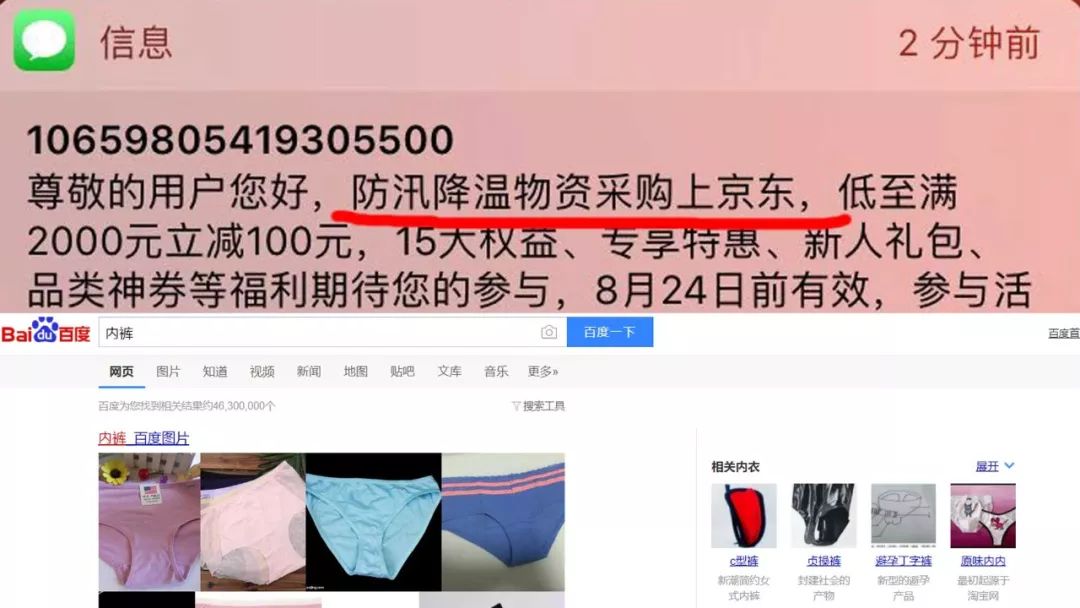 信息
2 分钟前
10659805419305500
尊敬的用户您好，防汛降温物资采购上京东，低至满
2000元立减100元，15大权益、专享特惠、新人礼包、
品类神券等福利期待您的参与，8月24日前有效，参与活
Bai du 百度
内裤
百度一下
百度首
网页 图片 知道 视频 新闻 地图 贴吧 文库 音乐 更多»
百度为您找到相关结果约46,300,000个
搜索工具
内裤_百度图片
相关内衣
展开
c型裤 贞操裤 避孕丁字裤 原味内内
新潮简约女 封建社会的 新型的避孕 最初起源于
式内裤 产物 产品 淘宝网